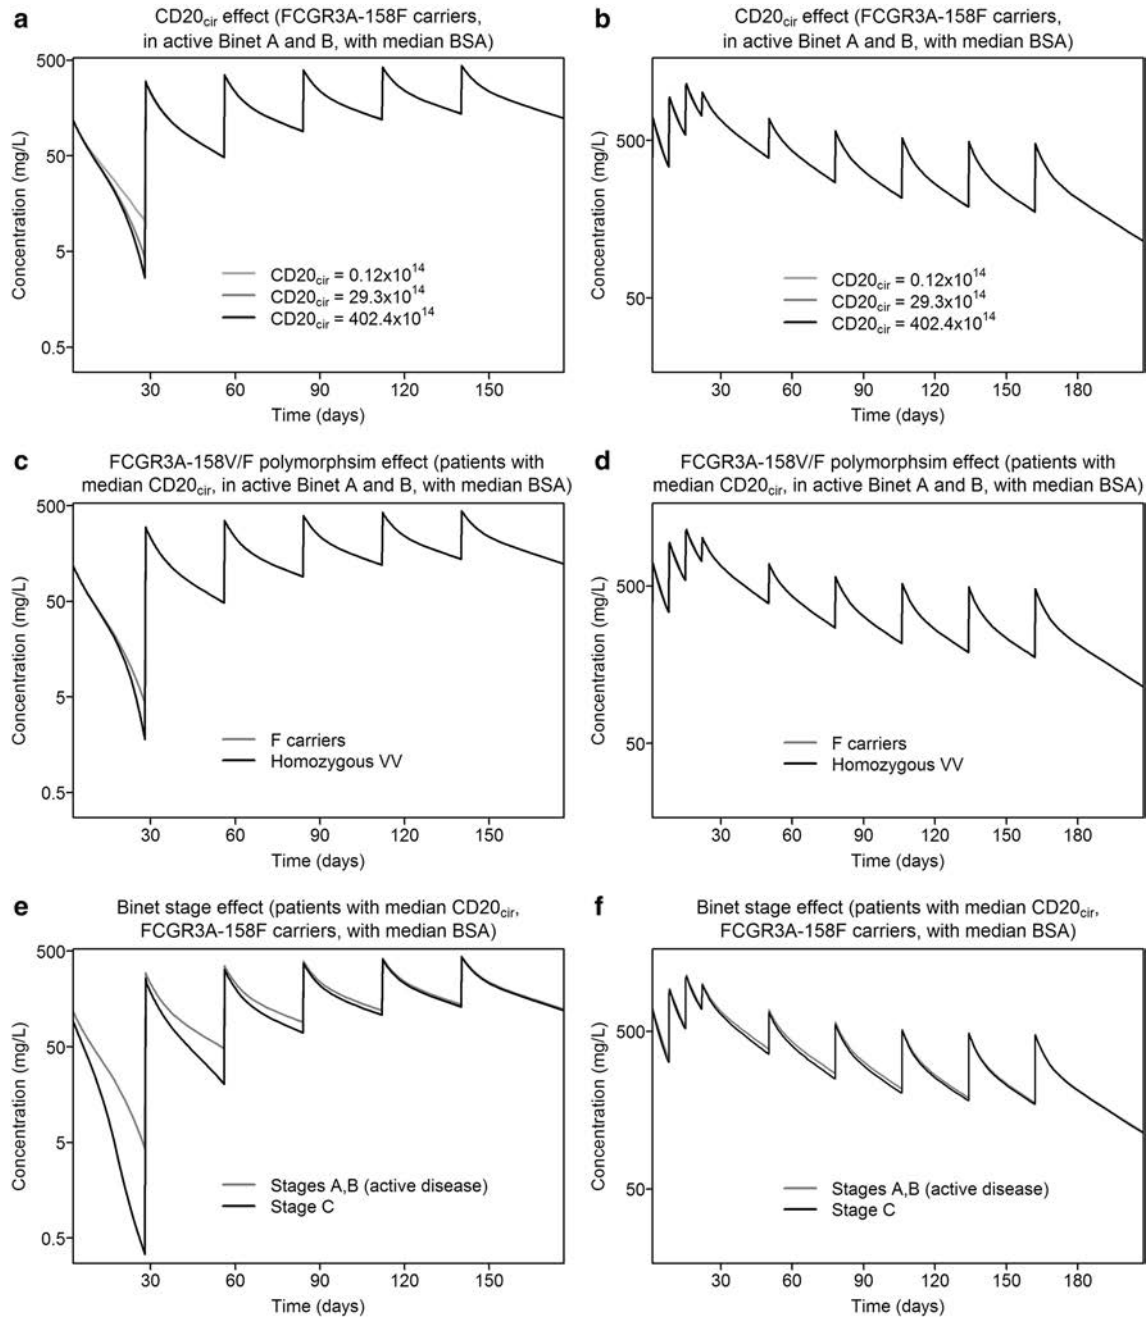 a
CD20cir effect (FCGR3A-158F carriers,
in active Binet A and B, with median BSA)
500
50
5
0.5
Concentration (mg/L)
CD20cir = 0.12x10^14
CD20cir = 29.3x10^14
CD20cir = 402.4x10^14
30 60 90 120 150
Time (days)
b
CD20cir effect (FCGR3A-158F carriers,
in active Binet A and B, with median BSA)
500
50
Concentration (mg/L)
CD20cir = 0.12x10^14
CD20cir = 29.3x10^14
CD20cir = 402.4x10^14
30 60 90 120 150 180
Time (days)
c
FCGR3A-158V/F polymorphsim effect (patients with
median CD20cir, in active Binet A and B, with median BSA)
500
50
5
0.5
Concentration (mg/L)
F carriers
Homozygous VV
30 60 90 120 150
Time (days)
d
FCGR3A-158V/F polymorphsim effect (patients with
median CD20cir, in active Binet A and B, with median BSA)
500
50
Concentration (mg/L)
F carriers
Homozygous VV
30 60 90 120 150 180
Time (days)
e
Binet stage effect (patients with median CD20cir,
FCGR3A-158F carriers, with median BSA)
500
50
5
0.5
Concentration (mg/L)
Stages A,B (active disease)
Stage C
30 60 90 120 150
Time (days)
f
Binet stage effect (patients with median CD20cir,
FCGR3A-158F carriers, with median BSA)
500
50
Concentration (mg/L)
Stages A,B (active disease)
Stage C
30 60 90 120 150 180
Time (days)